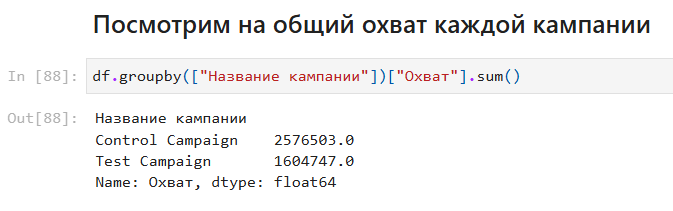 Посмотрим на общий охват каждой кампании
In [88]: df.groupby(["Название кампании"])["Охват"].sum()
Out[88]: Название кампании
Control Campaign    2576503.0
Test Campaign       1604747.0
Name: Охват, dtype: float64